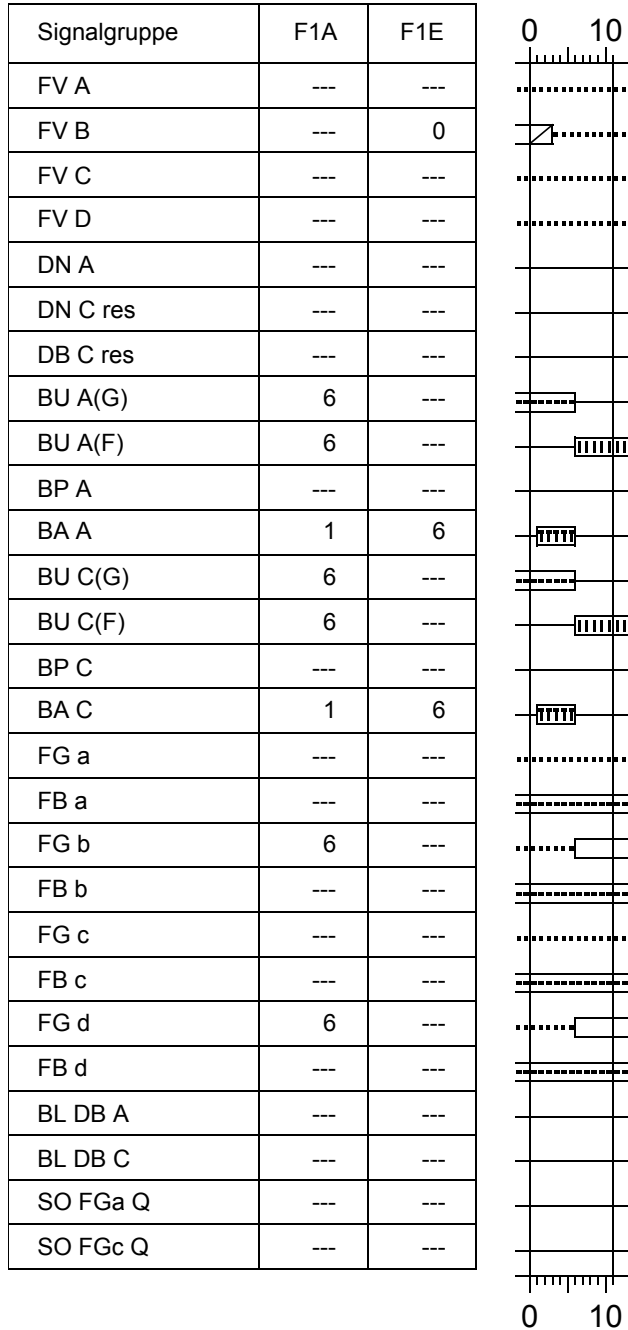 Signalgruppe F1A F1E 0 10
FV A --- ---
FV B --- 0
FV C --- ---
FV D --- ---
DN A --- ---
DN C res --- ---
DB C res --- ---
BU A(G) 6 ---
BU A(F) 6 ---
BP A --- ---
BA A 1 6
BU C(G) 6 ---
BU C(F) 6 ---
BP C --- ---
BA C 1 6
FG a --- ---
FB a --- ---
FG b 6 ---
FB b --- ---
FG c --- ---
FB c --- ---
FG d 6 ---
FB d --- ---
BL DB A --- ---
BL DB C --- ---
SO FGa Q --- ---
SO FGc Q --- ---
0 10